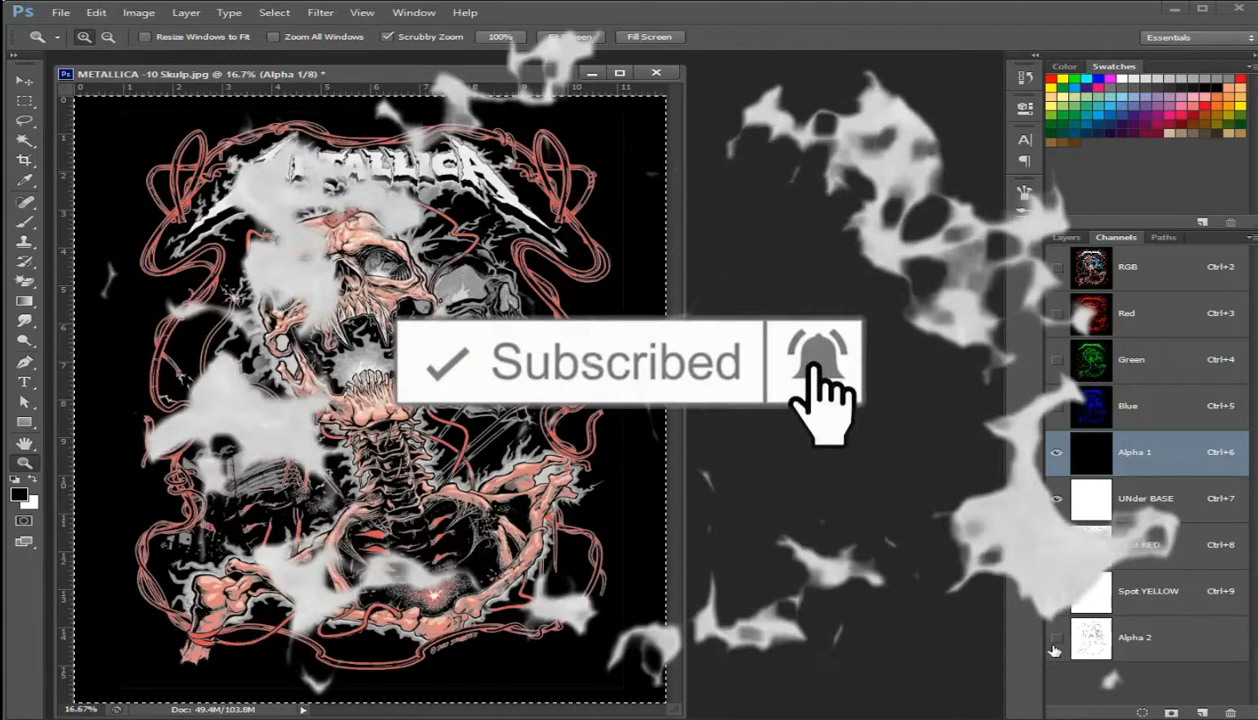 Ps File Edit Image Layer Type Select Filter View Window Help
Resize Windows to Fit Zoom All Windows Scrubby Zoom 100% Fill Screen Essentials
Ps METALLICA -10 Skulp.jpg @ 16.7% (Alpha 1/8) *
Color Swatches
METALLICA
Layers Channels Paths
RGB Ctrl+2
Red Ctrl+3
Green Ctrl+4
Blue Ctrl+5
Alpha 1 Ctrl+6
UNder BASE Ctrl+7
RED Ctrl+8
Spot YELLOW Ctrl+9
Alpha 2
Subscribed
16.67% Doc: 49.4M/103.8M